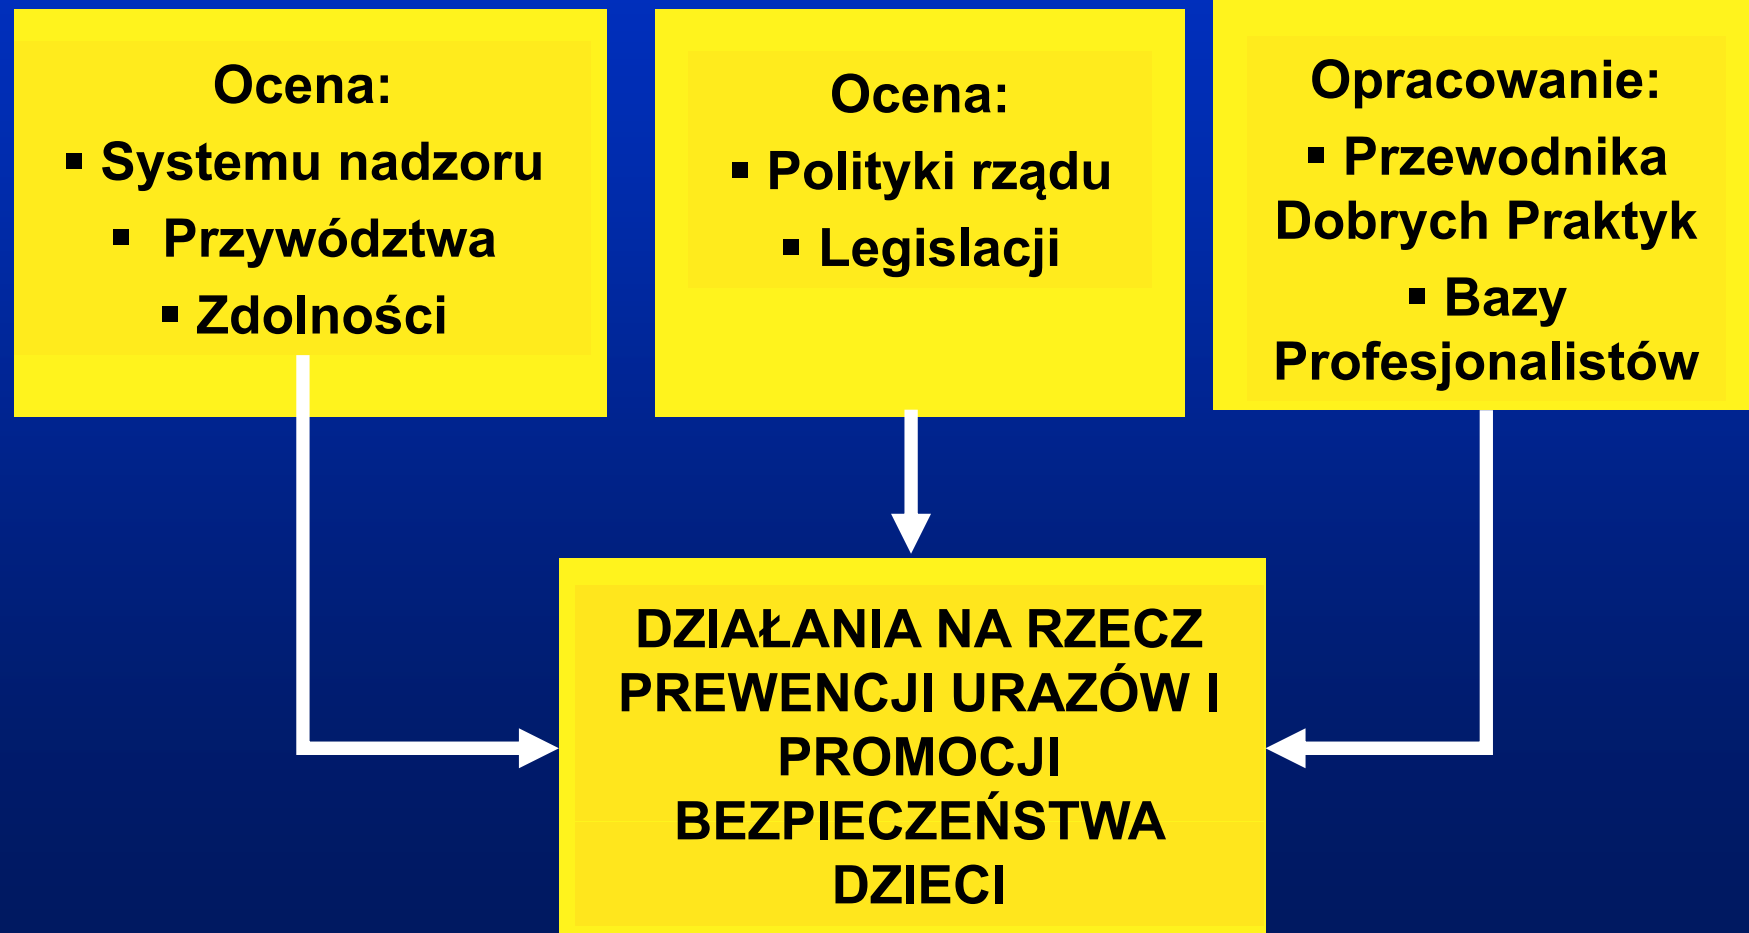 Ocena:
▪ Systemu nadzoru
▪ Przywództwa
▪ Zdolności
Ocena:
▪ Polityki rządu
▪ Legislacji
Opracowanie:
▪ Przewodnika
Dobrych Praktyk
▪ Bazy
Profesjonalistów
DZIAŁANIA NA RZECZ
PREWENCJI URAZÓW I
PROMOCJI
BEZPIECZEŃSTWA
DZIECI